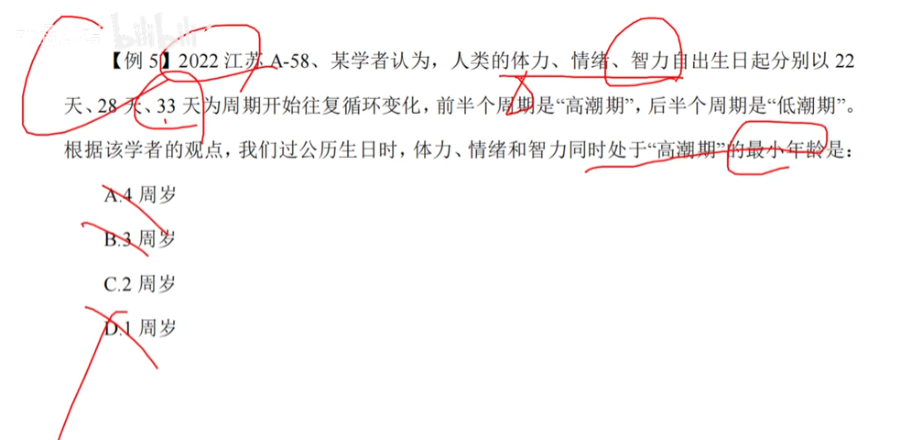 bilibili
【例 5】2022 江苏 A-58、某学者认为，人类的体力、情绪、智力自出生日起分别以 22
天、28 天、33 天为周期开始往复循环变化，前半个周期是“高潮期”，后半个周期是“低潮期”。
根据该学者的观点，我们过公历生日时，体力、情绪和智力同时处于“高潮期”的最小年龄是：
A.4 周岁
B.3 周岁
C.2 周岁
D.1 周岁